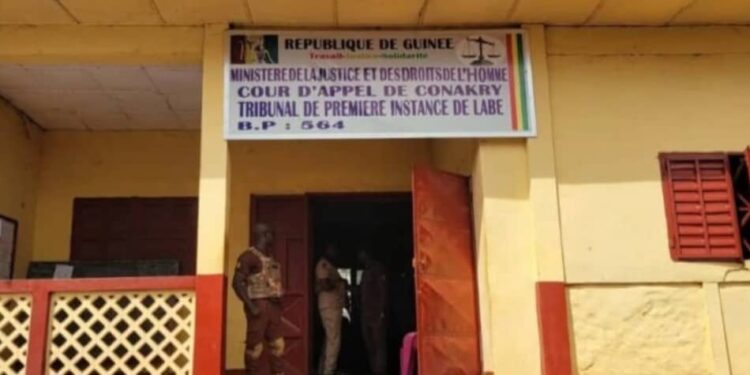 REPUBLIQUE DE GUINEE
Travail-Justice-Solidarité
MINISTERE DE LA JUSTICE ET DES DROITS DE L'HOMME
COUR D'APPEL DE CONAKRY
TRIBUNAL DE PREMIERE INSTANCE DE LABE
B.P : 564